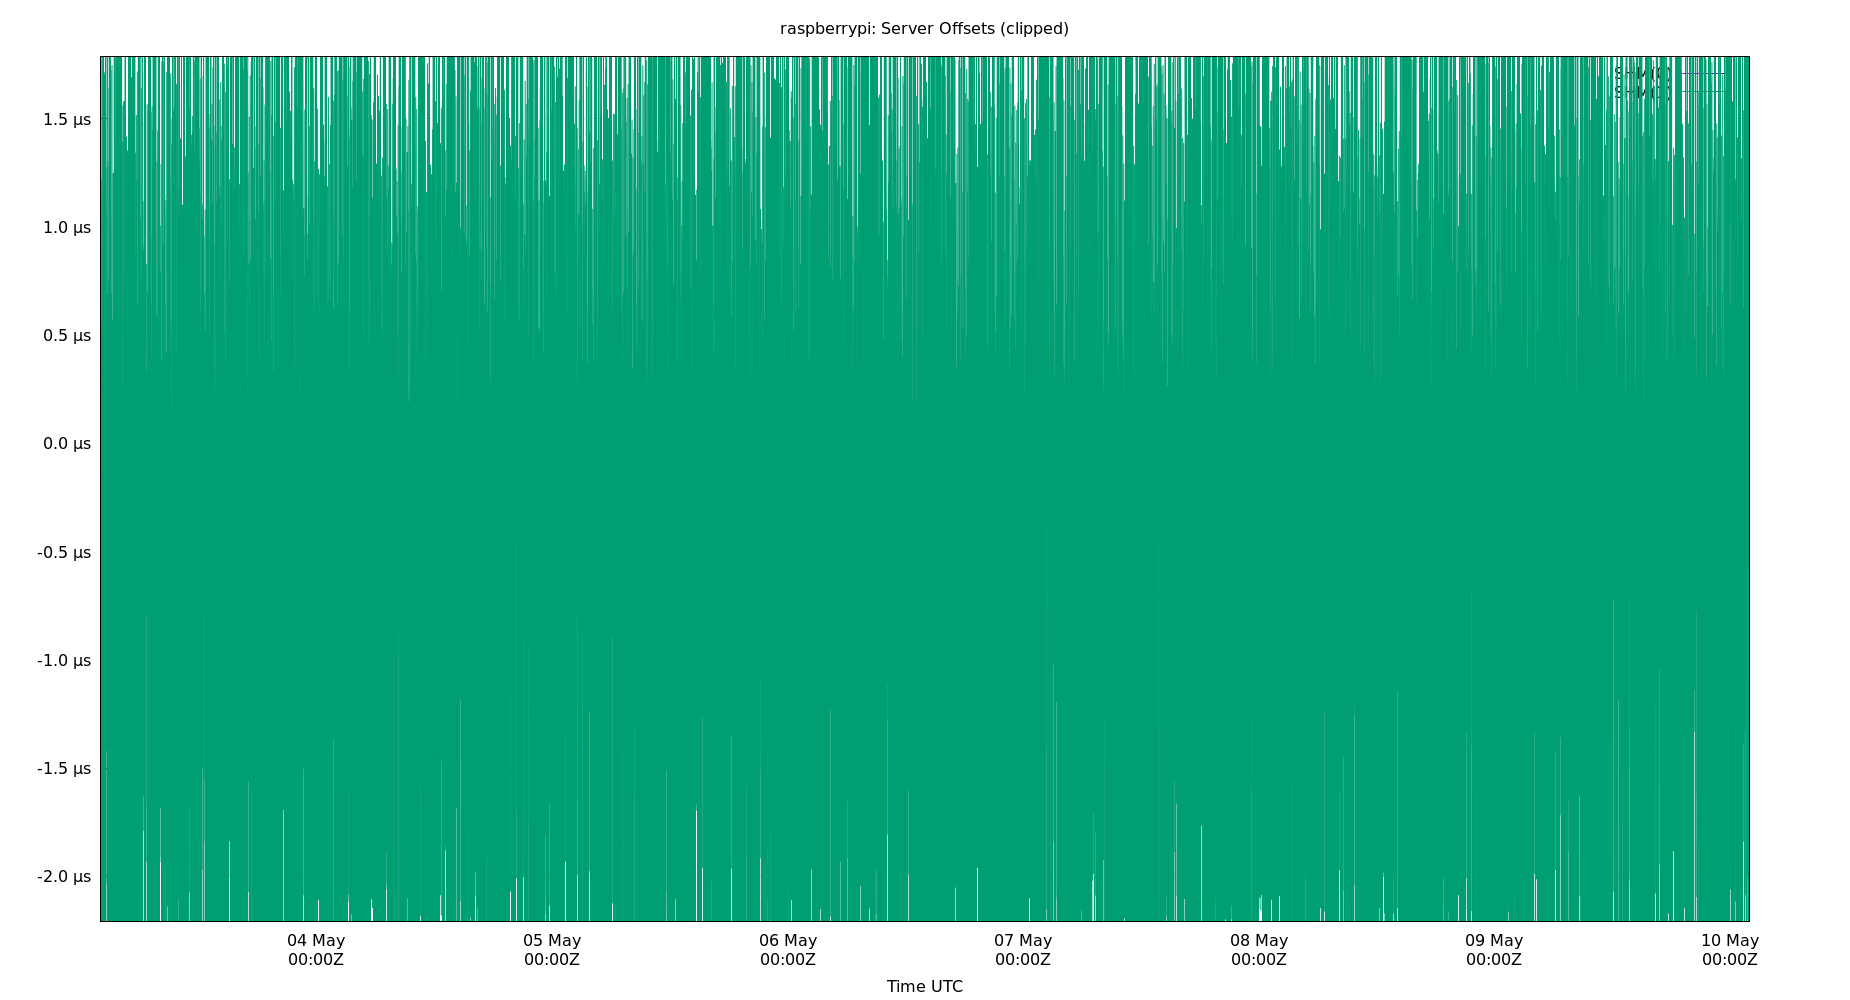 raspberrypi: Server Offsets (clipped)
1.5 µs
1.0 µs
0.5 µs
0.0 µs
-0.5 µs
-1.0 µs
-1.5 µs
-2.0 µs
04 May
00:00Z
05 May
00:00Z
06 May
00:00Z
07 May
00:00Z
08 May
00:00Z
09 May
00:00Z
10 May
00:00Z
Time UTC